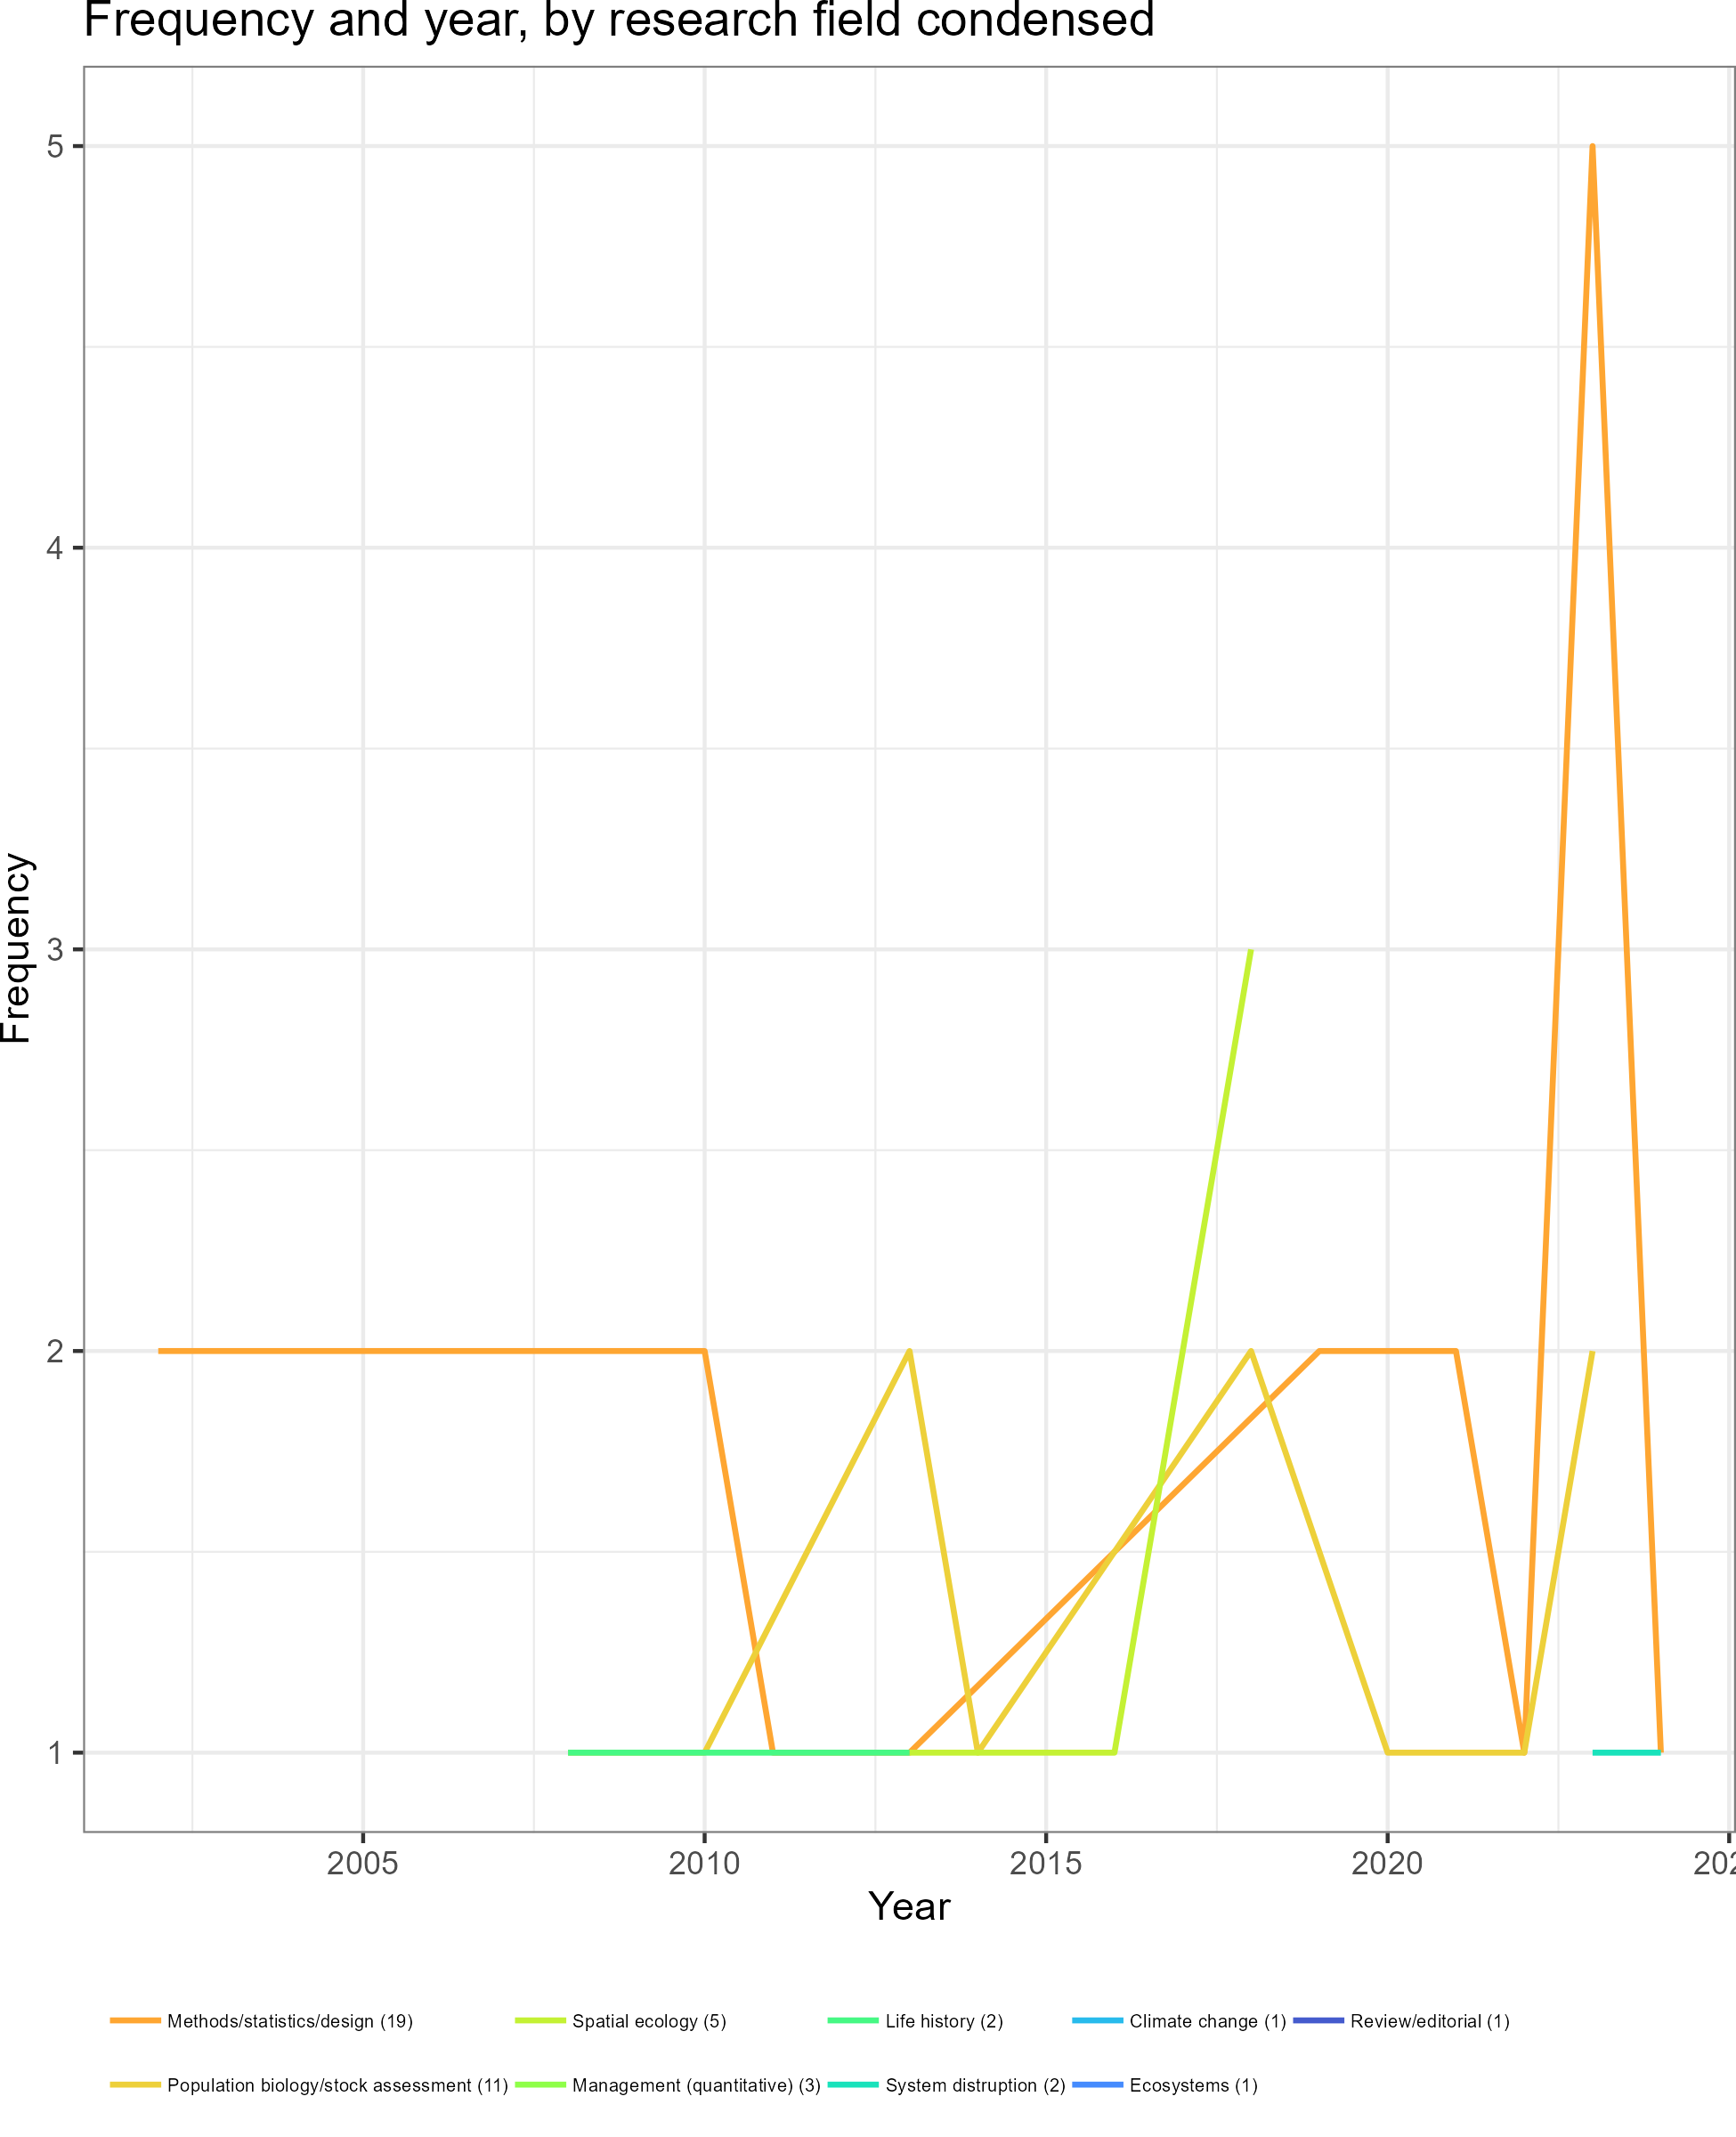 Frequency and year, by research field condensed
5
4
3
2
1
Frequency
2005 2010 2015 2020 202
Year
Methods/statistics/design (19) Spatial ecology (5) Life history (2) Climate change (1) Review/editorial (1)
Population biology/stock assessment (11) Management (quantitative) (3) System distruption (2) Ecosystems (1)